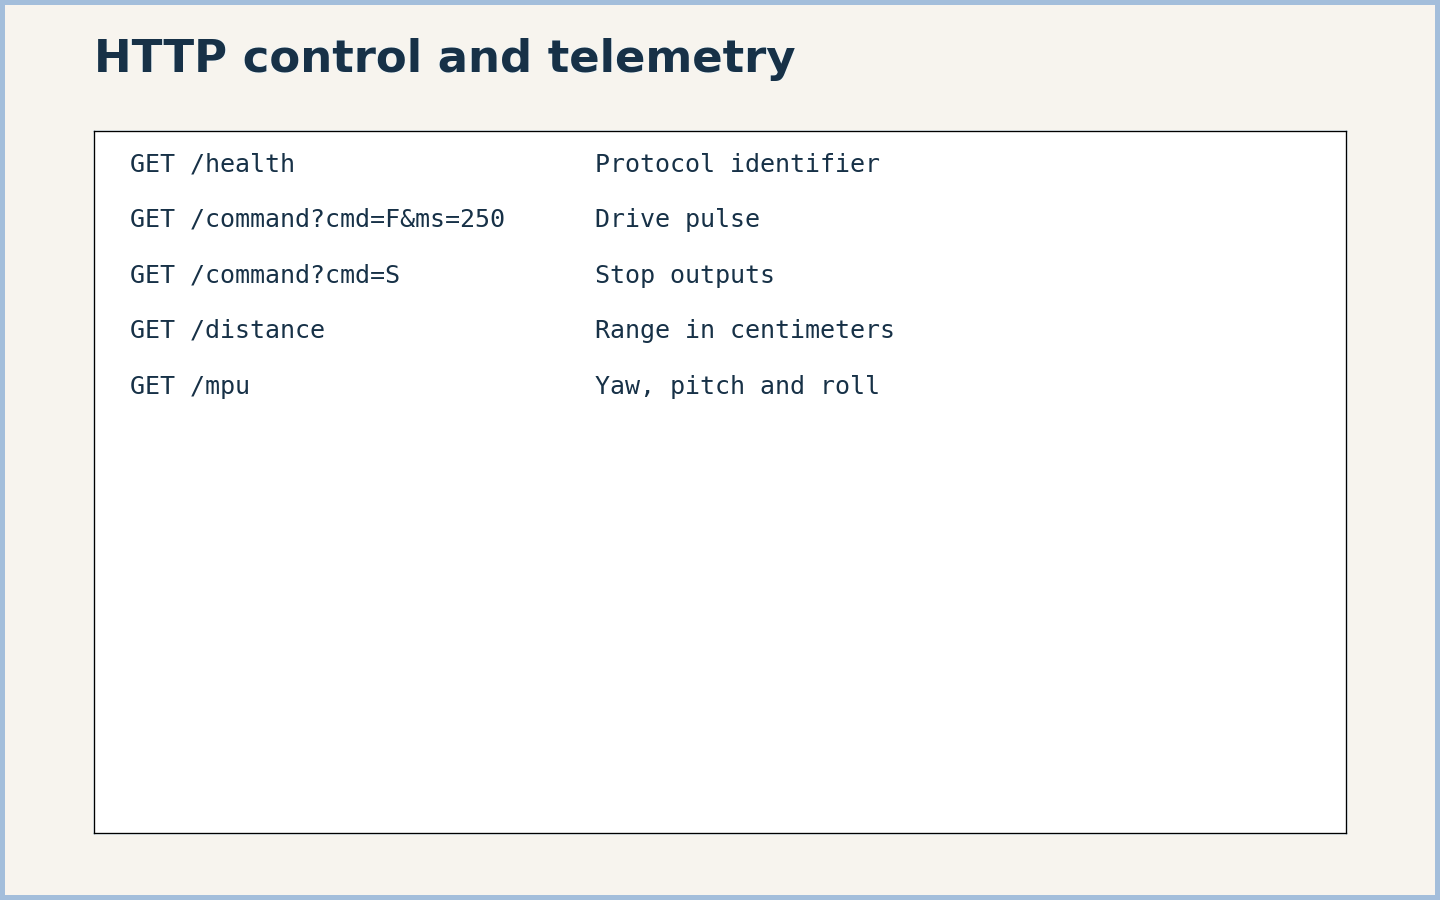 HTTP control and telemetry
GET /health Protocol identifier
GET /command?cmd=F&ms=250 Drive pulse
GET /command?cmd=S Stop outputs
GET /distance Range in centimeters
GET /mpu Yaw, pitch and roll